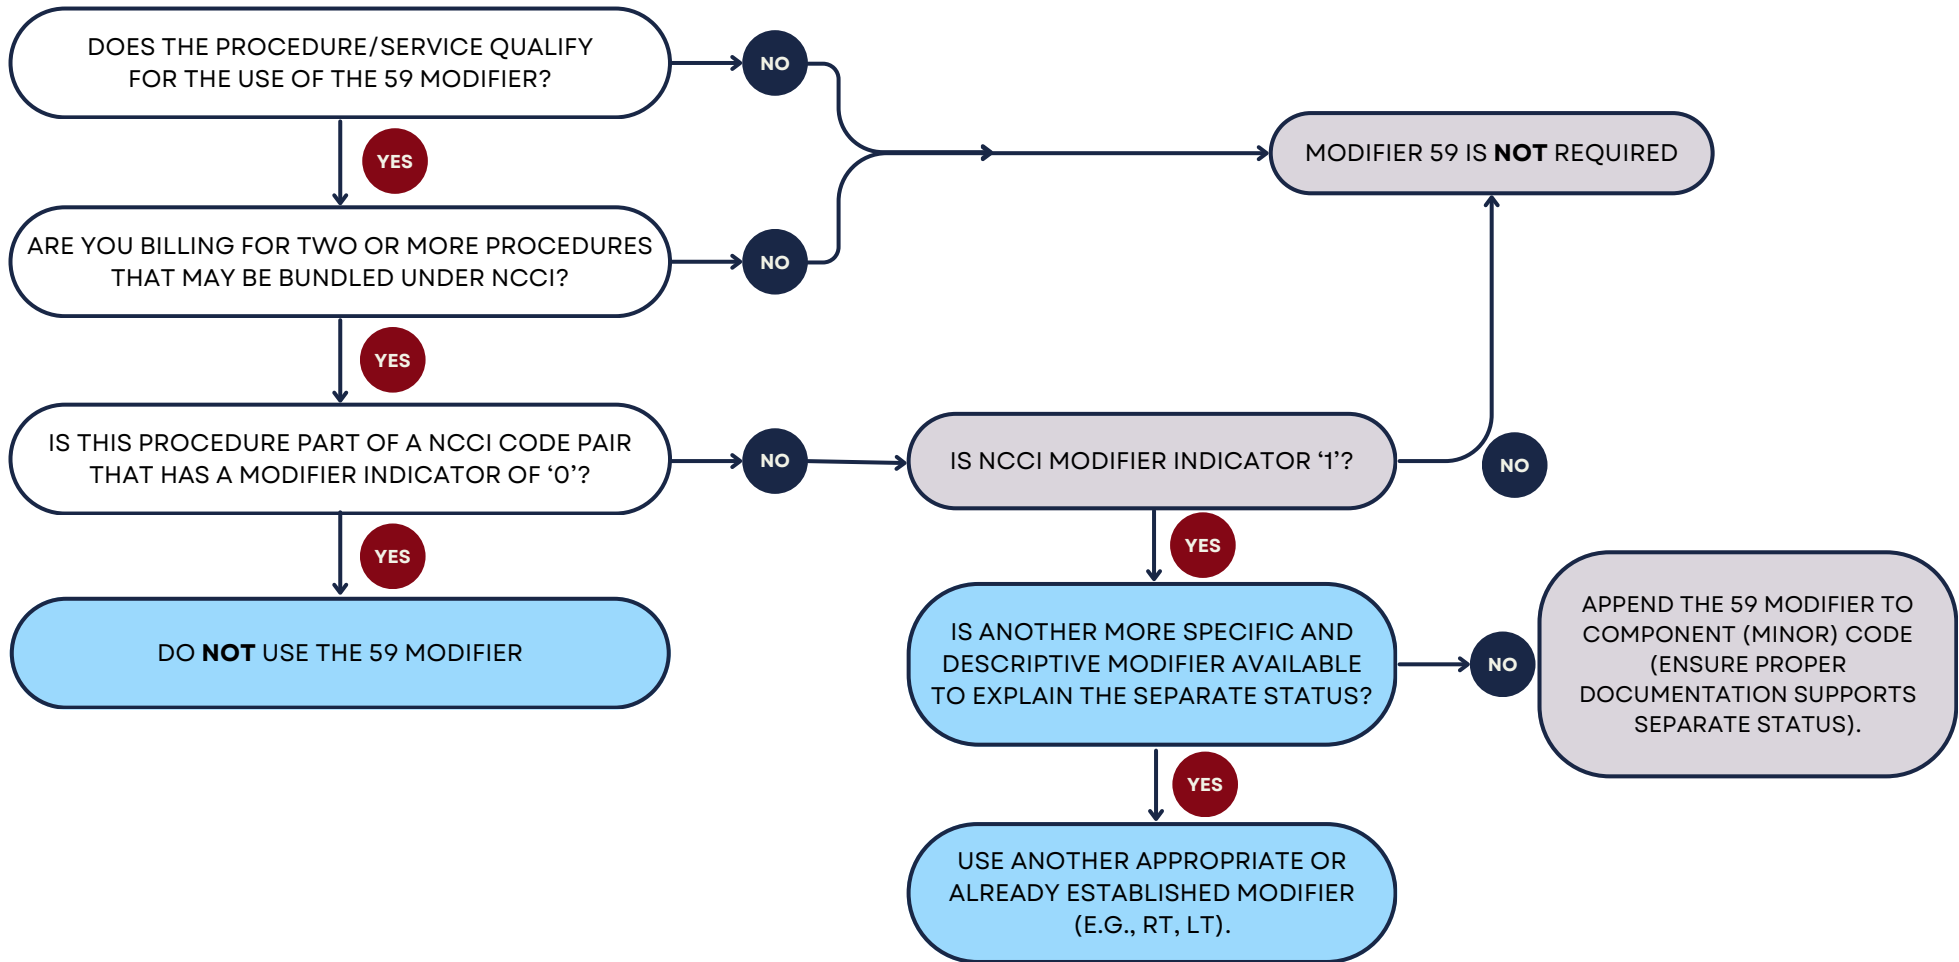 DOES THE PROCEDURE/SERVICE QUALIFY
FOR THE USE OF THE 59 MODIFIER?
NO
YES
MODIFIER 59 IS NOT REQUIRED
ARE YOU BILLING FOR TWO OR MORE PROCEDURES
THAT MAY BE BUNDLED UNDER NCCI?
NO
YES
IS THIS PROCEDURE PART OF A NCCI CODE PAIR
THAT HAS A MODIFIER INDICATOR OF ‘0’?
NO
IS NCCI MODIFIER INDICATOR ‘1’?
NO
YES
YES
DO NOT USE THE 59 MODIFIER
IS ANOTHER MORE SPECIFIC AND
DESCRIPTIVE MODIFIER AVAILABLE
TO EXPLAIN THE SEPARATE STATUS?
NO
APPEND THE 59 MODIFIER TO
COMPONENT (MINOR) CODE
(ENSURE PROPER
DOCUMENTATION SUPPORTS
SEPARATE STATUS).
YES
USE ANOTHER APPROPRIATE OR
ALREADY ESTABLISHED MODIFIER
(E.G., RT, LT).